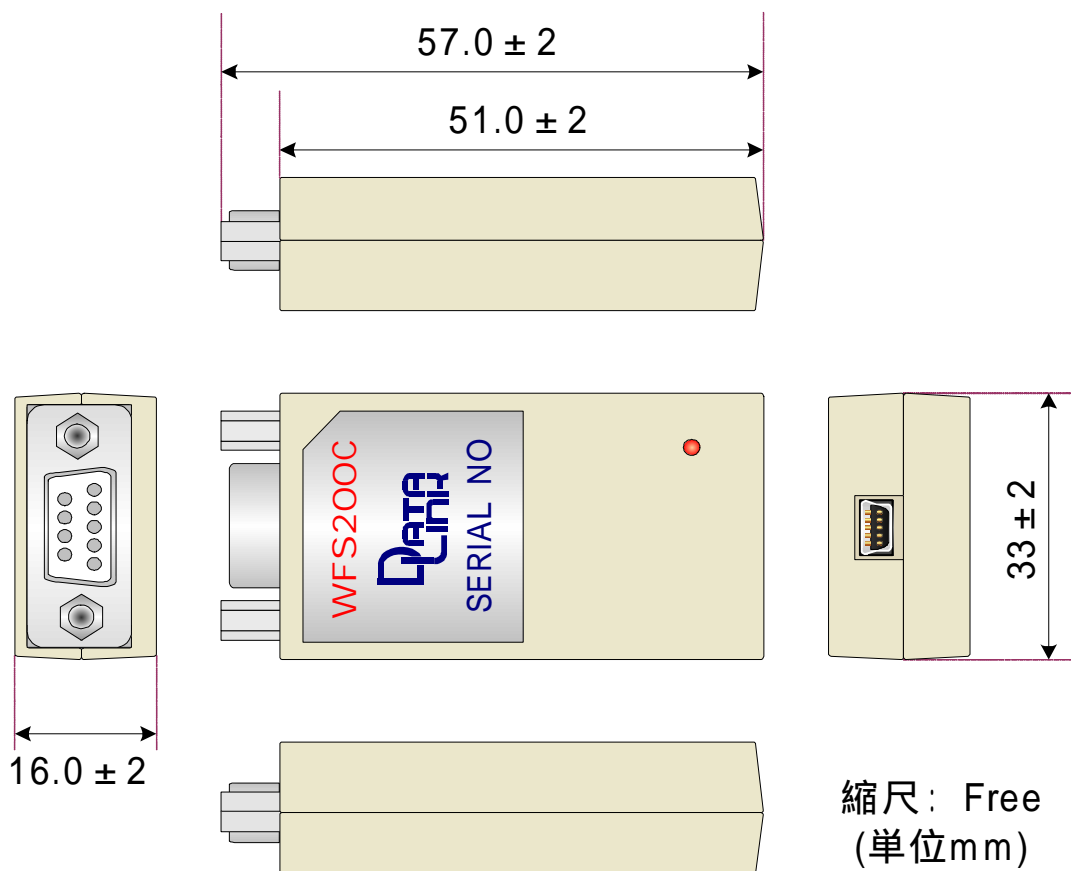 57.0 ± 2
51.0 ± 2
WFS200C
DATA
LINK
SERIAL NO
33 ± 2
16.0 ± 2
縮尺: Free
(単位mm)